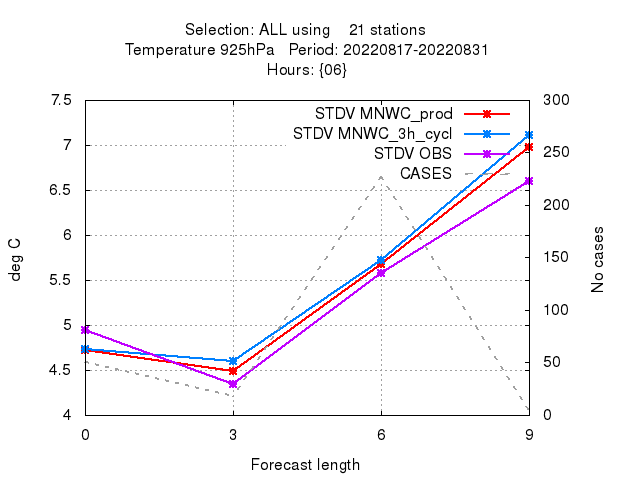 Selection: ALL using    21 stations
Temperature 925hPa   Period: 20220817-20220831
Hours: {06}
STDV MNWC_prod
STDV MNWC_3h_cycl
STDV OBS
CASES
7.5
7
6.5
6
5.5
5
4.5
4
deg C
300
250
200
150
100
50
0
No cases
0
3
6
9
Forecast length